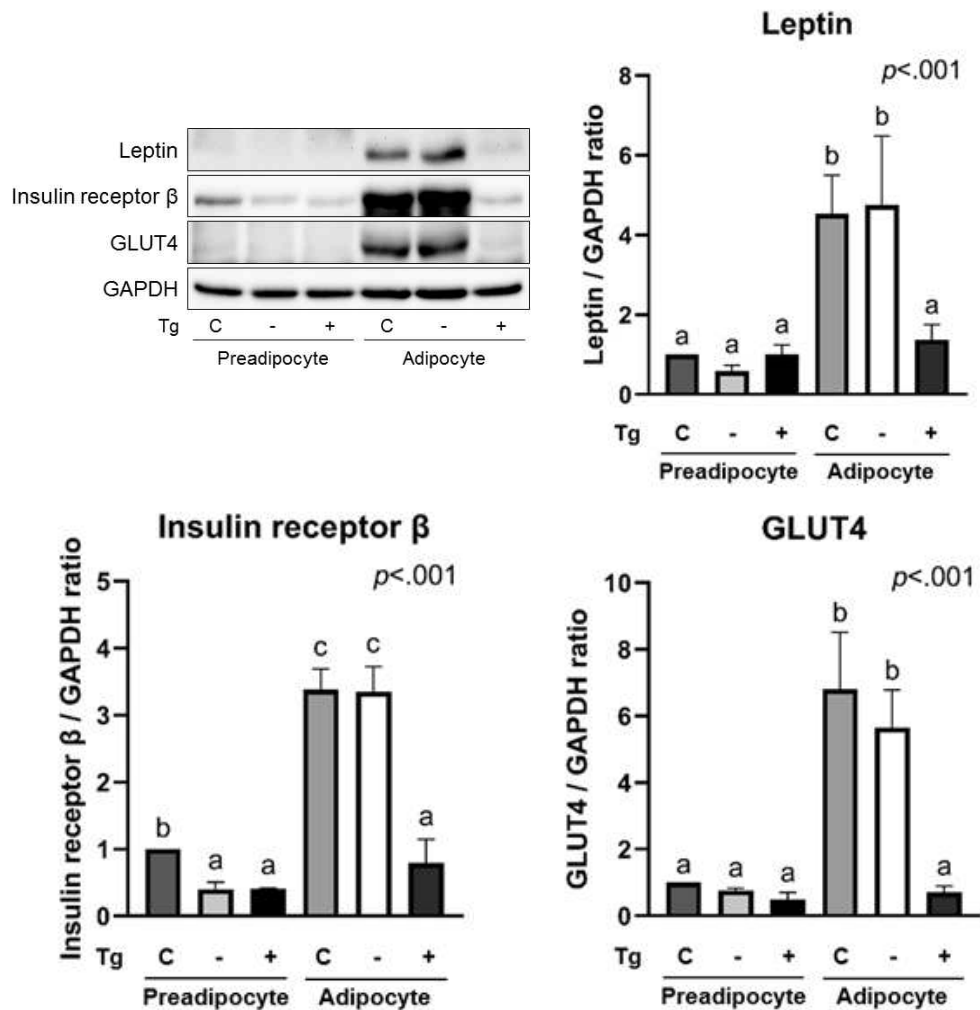 Leptin
Insulin receptor β
GLUT4
GAPDH
Tg C - + C - +
Preadipocyte Adipocyte
Leptin
p<.001
Leptin / GAPDH ratio
8
6
4
2
0
a a a b b a
Tg C - + C - +
Preadipocyte Adipocyte
Insulin receptor β
p<.001
Insulin receptor β / GAPDH ratio
5
4
3
2
1
0
b a a c c a
Tg C - + C - +
Preadipocyte Adipocyte
GLUT4
p<.001
GLUT4 / GAPDH ratio
10
8
6
4
2
0
a a a b b a
Tg C - + C - +
Preadipocyte Adipocyte